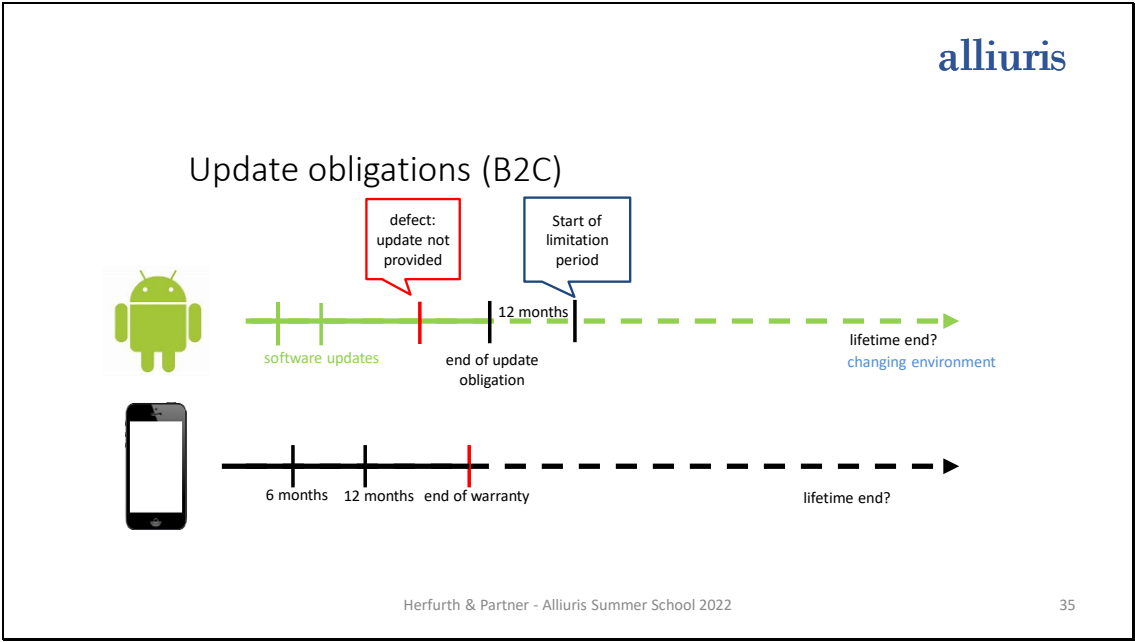 alliuris
Update obligations (B2C)
defect:
update not
provided
Start of
limitation
period
12 months
software updates
end of update
obligation
lifetime end?
changing environment
6 months
12 months
end of warranty
lifetime end?
Herfurth & Partner - Alliuris Summer School 2022
35